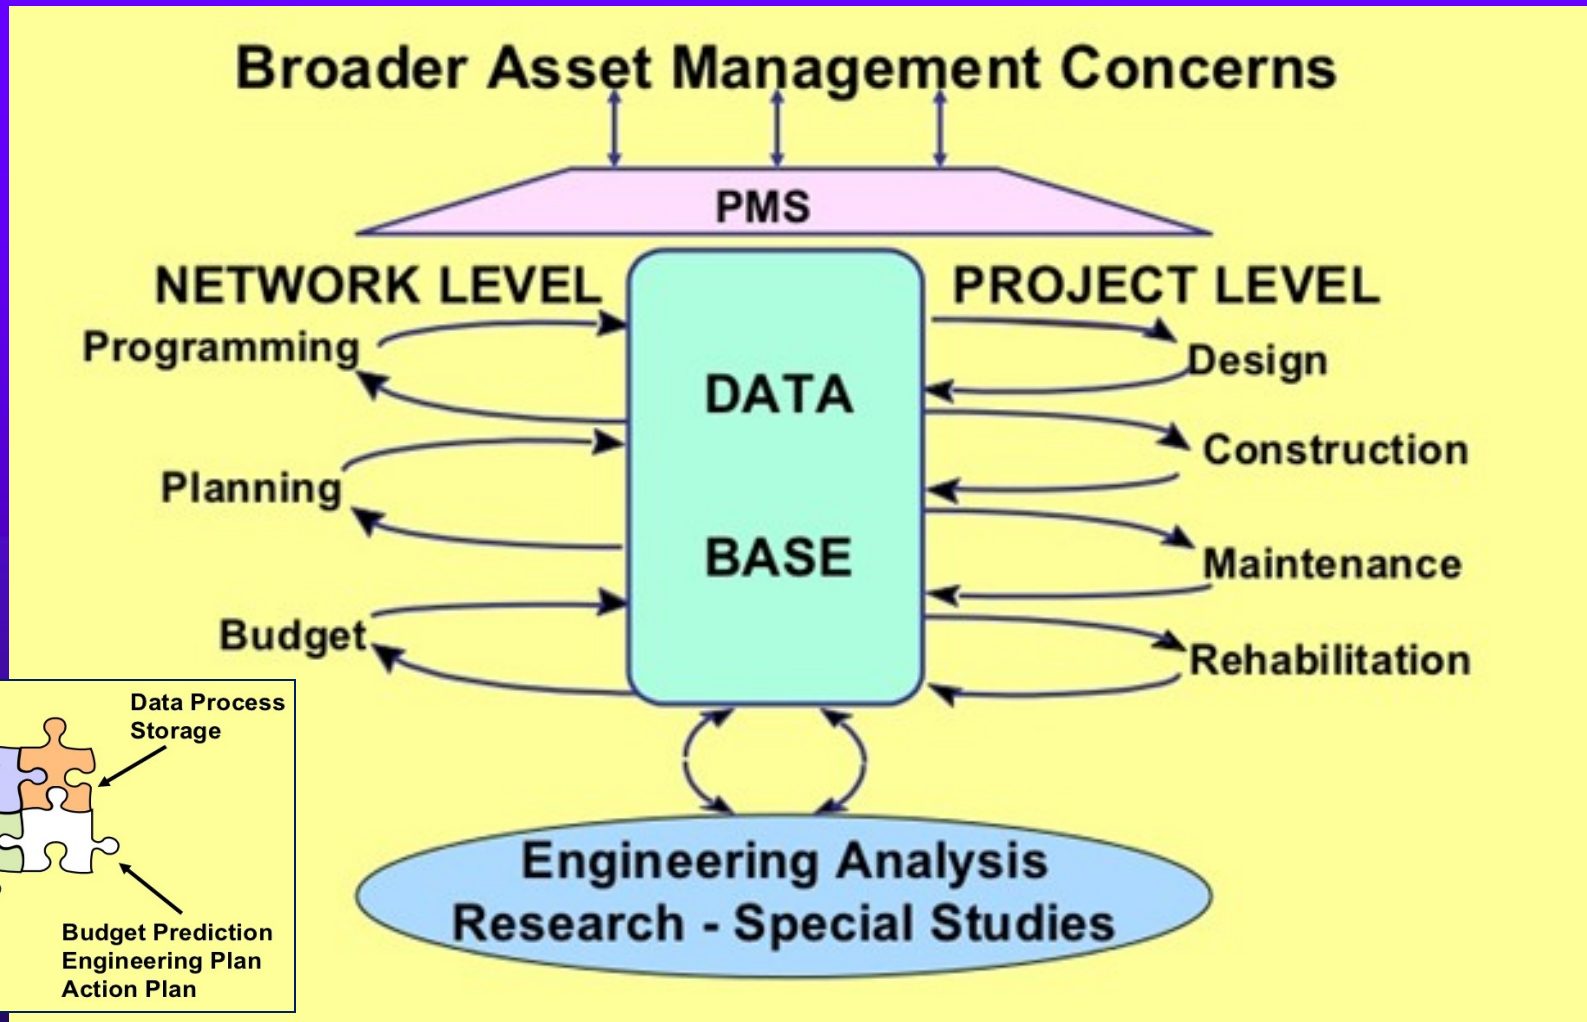 Broader Asset Management Concerns
PMS
NETWORK LEVEL
Programming
Planning
Budget
DATA
BASE
PROJECT LEVEL
Design
Construction
Maintenance
Rehabilitation
Engineering Analysis
Research - Special Studies
Data Process
Storage
Budget Prediction
Engineering Plan
Action Plan